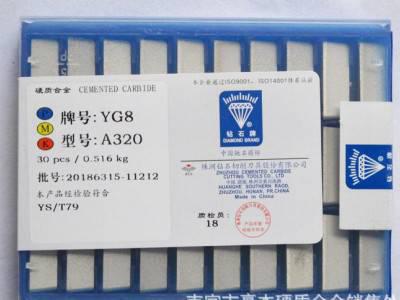 硬质合金 CEMENTED CARBIDE
P 牌号: YG8
M
K 型号: A320
30 pcs / 0.516 kg
批号: 20186315-11212
本产品经检验符合
YS/T79
本企业已通过ISO9001、ISO14001体系认证
钻石牌
DIAMOND BRAND
中国驰名商标
株洲钻石切削刀具股份有限公司
ZHUZHOU CEMENTED CARBIDE
CUTTING TOOLS CO., LTD
HUANGHE SOUTHERN RAOD,
ZHUZHOU, HUNAN, PR.CHINA
Made in China
质检员:
18
钻石牌